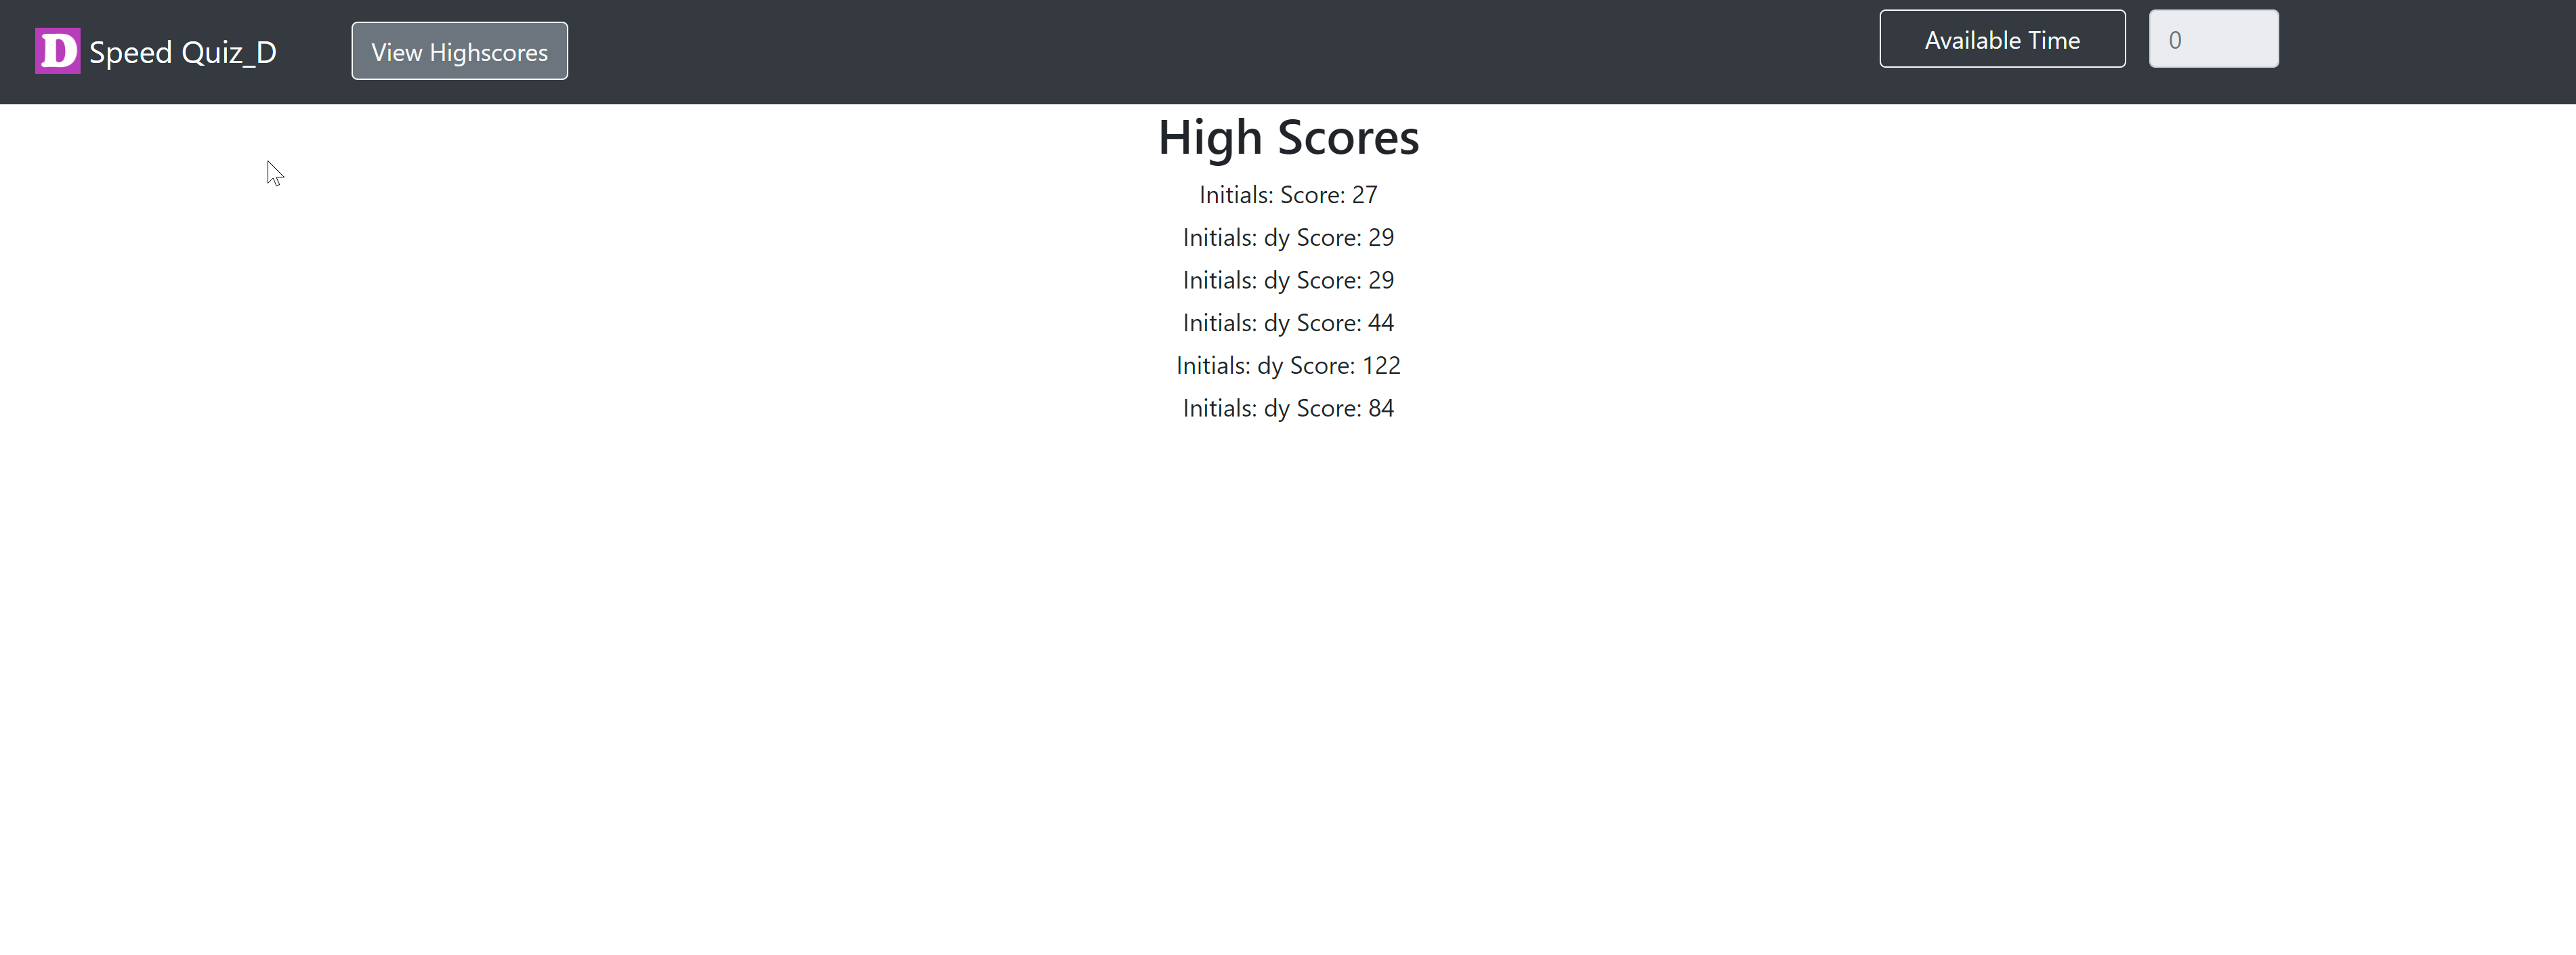 D Speed Quiz_D View Highscores Available Time 0
High Scores
Initials: Score: 27
Initials: dy Score: 29
Initials: dy Score: 29
Initials: dy Score: 44
Initials: dy Score: 122
Initials: dy Score: 84